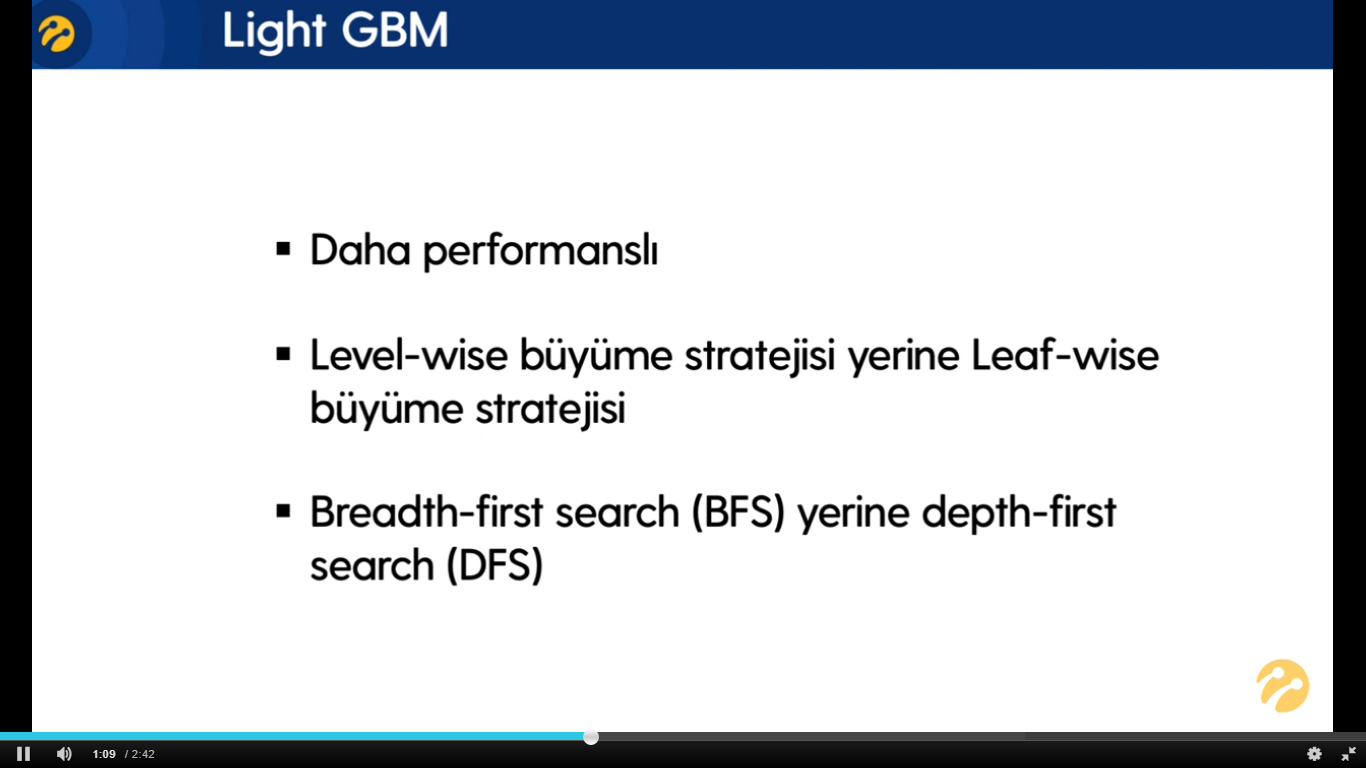 Light GBM
▪ Daha performanslı
▪ Level-wise büyüme stratejisi yerine Leaf-wise
büyüme stratejisi
▪ Breadth-first search (BFS) yerine depth-first
search (DFS)
1:09 / 2:42